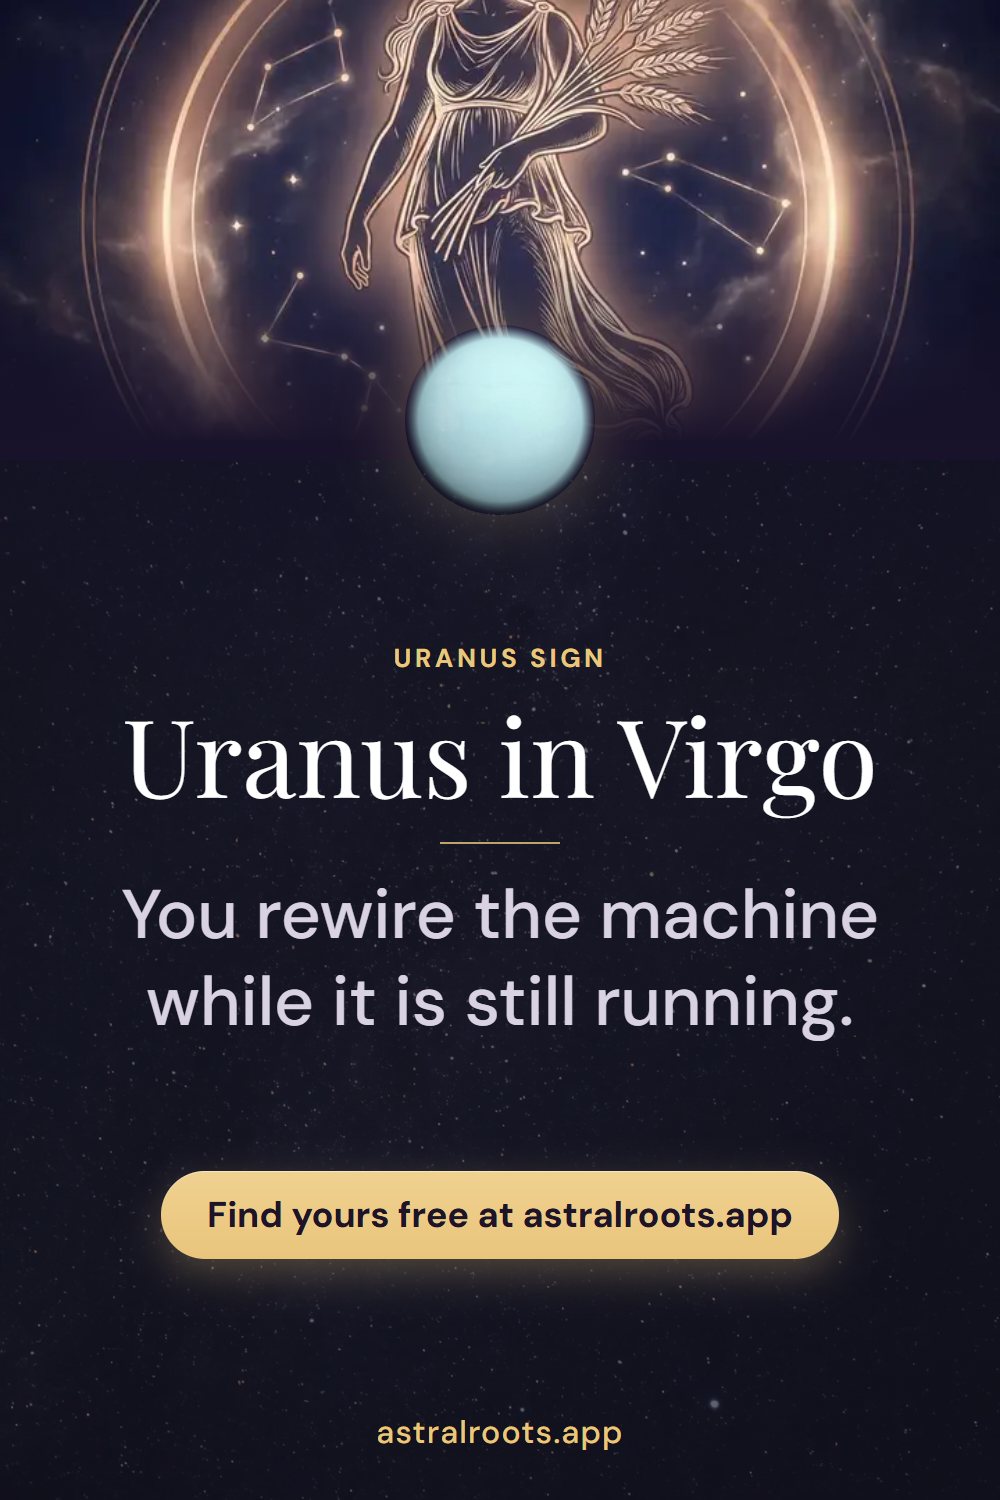 URANUS SIGN
Uranus in Virgo
You rewire the machine
while it is still running.
Find yours free at astralroots.app
astralroots.app